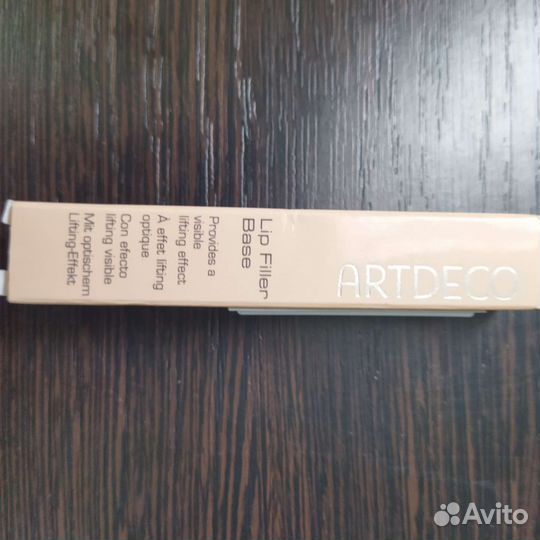 ARTDECO
Lip Filler
Base
Provides a
visible
lifting effect
À effet lifting
optique
Con efecto
lifting visible
Mit optischem
Lifting-Effekt
Avito